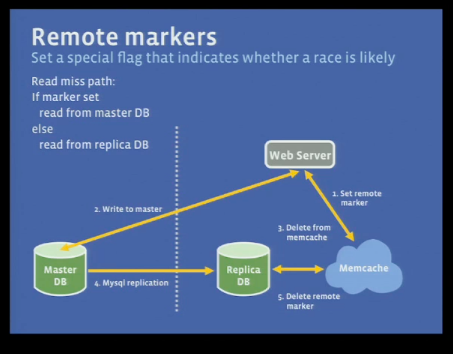 Remote markers
Set a special flag that indicates whether a race is likely
Read miss path:
If marker set
read from master DB
else
read from replica DB
Web Server
1. Set remote
marker
2. Write to master
3. Delete from
memcache
Master
DB
4. Mysql replication
Replica
DB
Memcache
5. Delete remote
marker